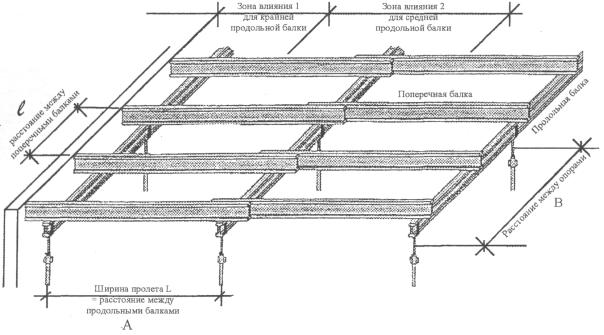 Зона влияния 1
для крайней
продольной балки
Зона влияния 2
для средней
продольной балки
ℓ
расстояние между
поперечными балками
Поперечная балка
Продольная балка
Расстояние между опорами
В
Ширина пролета L
= расстояние между
продольными балками
А